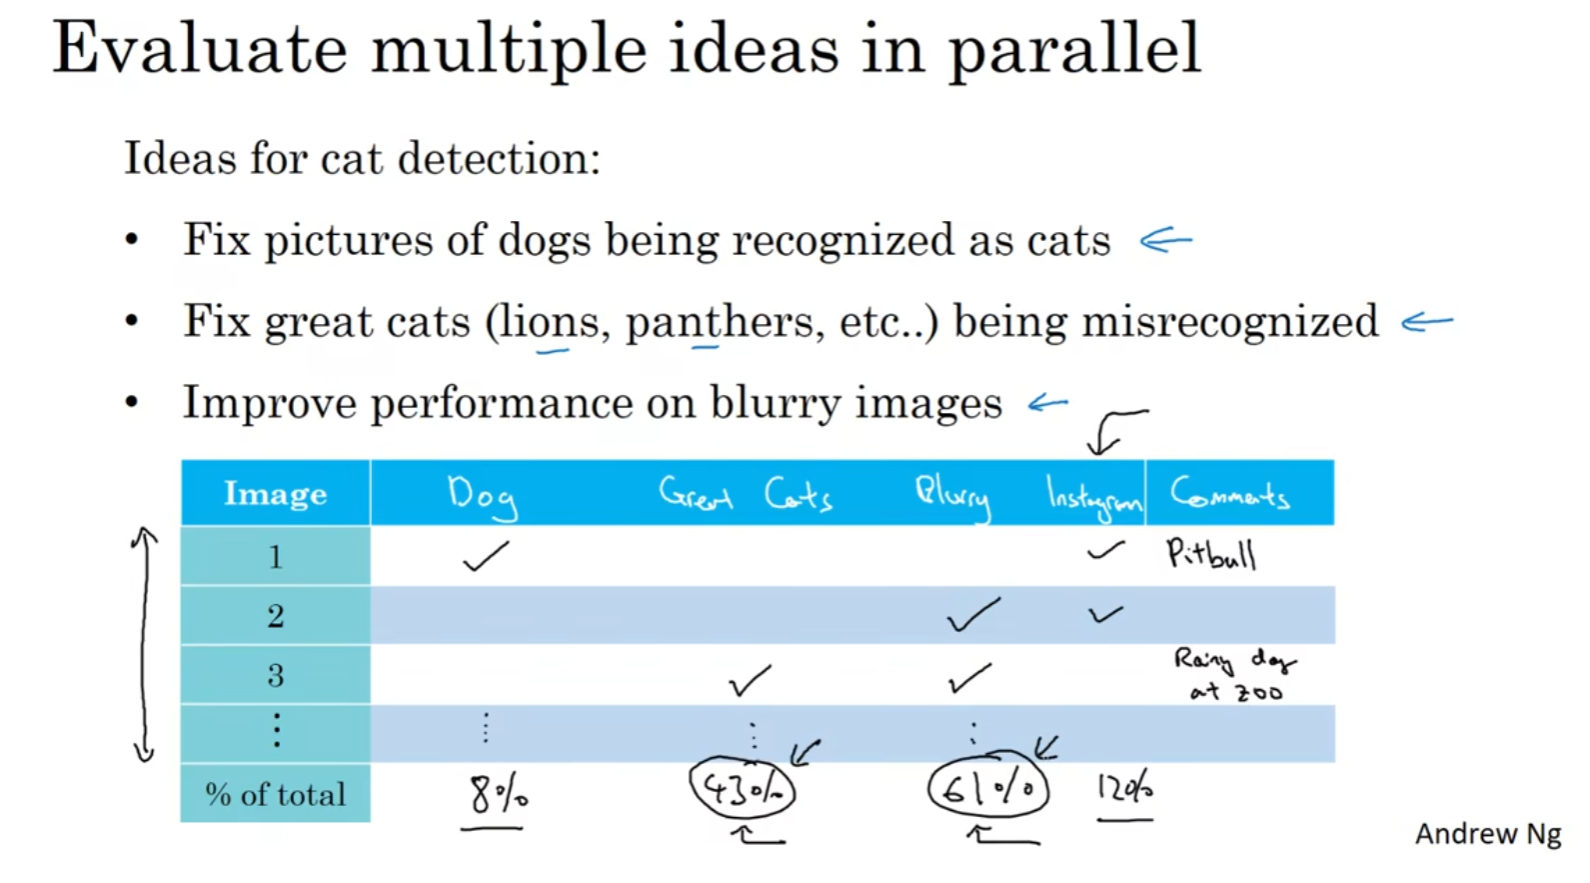 Evaluate multiple ideas in parallel
Ideas for cat detection:
• Fix pictures of dogs being recognized as cats
• Fix great cats (lions, panthers, etc..) being misrecognized
• Improve performance on blurry images
Image Dog Great Cats Blurry Instagram Comments
1 ✓ ✓ Pitbull
2 ✓ ✓
3 ✓ ✓ Rainy day
at zoo
⋮ ⋮ ⋮ ⋮
% of total 8% 43% 61% 12%
Andrew Ng